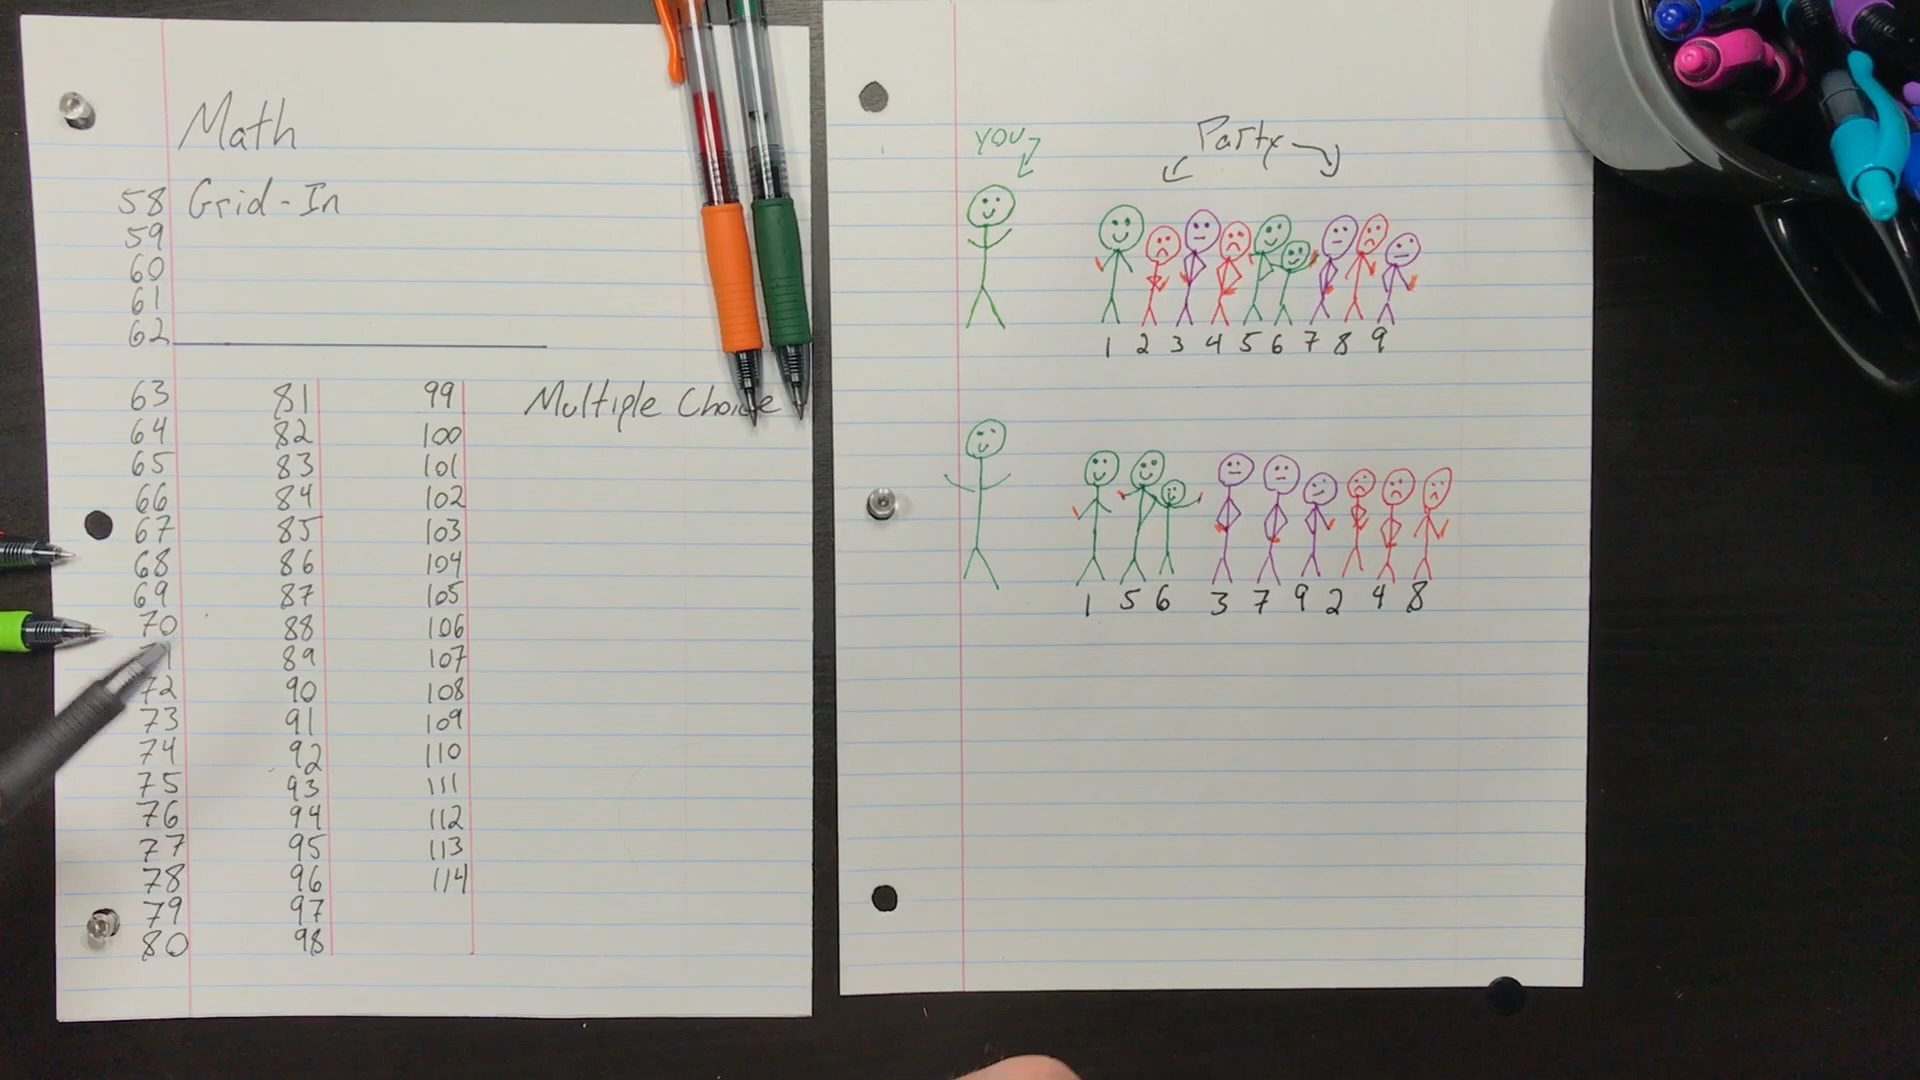 Math
58 Grid-In
59
60
61
62
63 81 99 Multiple Choice
64 82 100
65 83 101
66 84 102
67 85 103
68 86 104
69 87 105
70 88 106
71 89 107
72 90 108
73 91 109
74 92 110
75 93 111
76 94 112
77 95 113
78 96 114
79 97
80 98
YOU
Party
1 2 3 4 5 6 7 8 9
1 5 6 3 7 9 2 4 8